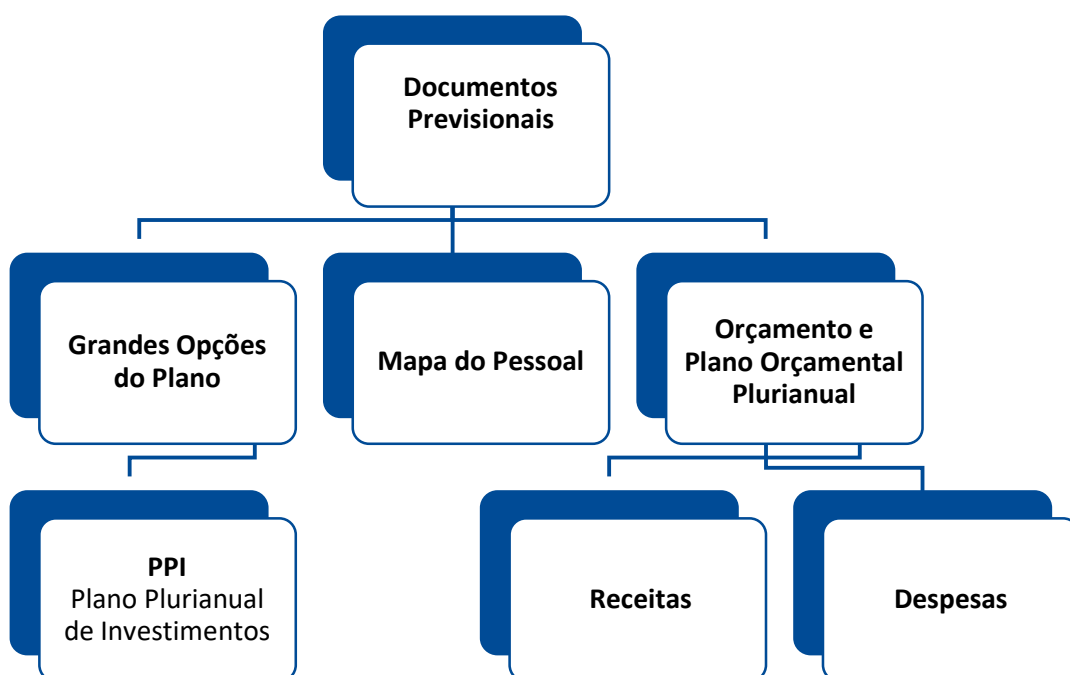 Documentos
Previsionais
Grandes Opções
do Plano
Mapa do Pessoal
Orçamento e
Plano Orçamental
Plurianual
PPI
Plano Plurianual
de Investimentos
Receitas
Despesas